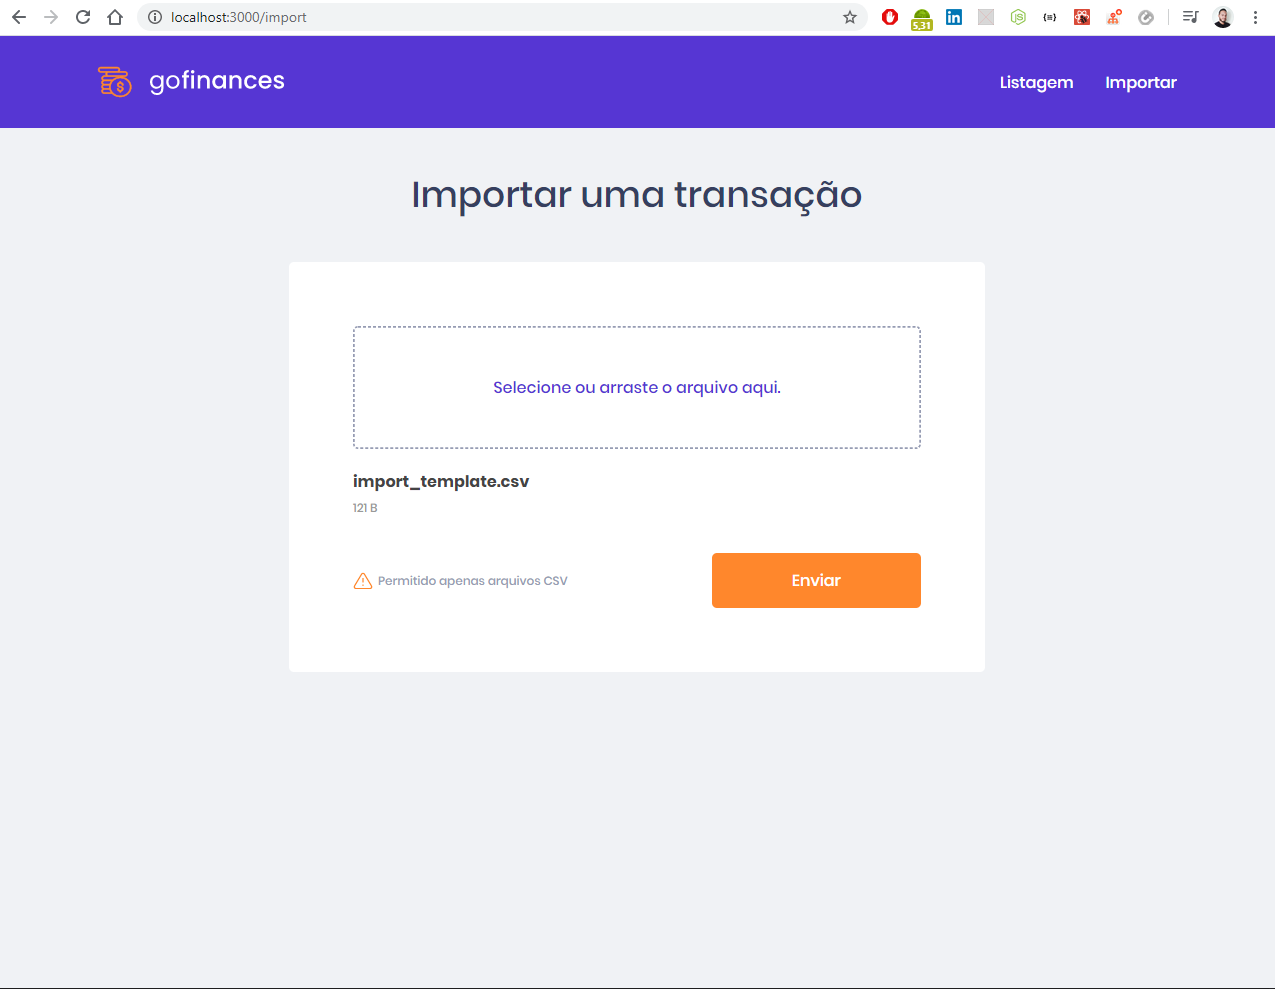 localhost:3000/import
5,31
gofinances
Listagem
Importar
Importar uma transação
Selecione ou arraste o arquivo aqui.
import_template.csv
121 B
Permitido apenas arquivos CSV
Enviar